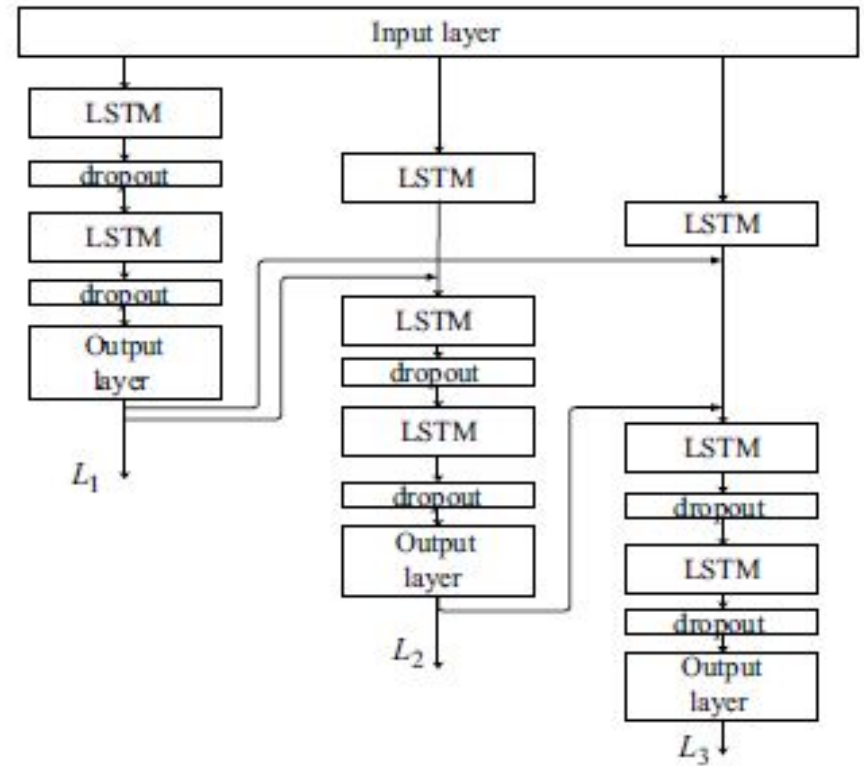 Input layer
LSTM
dropout
LSTM
dropout
Output
layer
L1
LSTM
LSTM
dropout
LSTM
dropout
Output
layer
L2
LSTM
LSTM
dropout
LSTM
dropout
Output
layer
L3